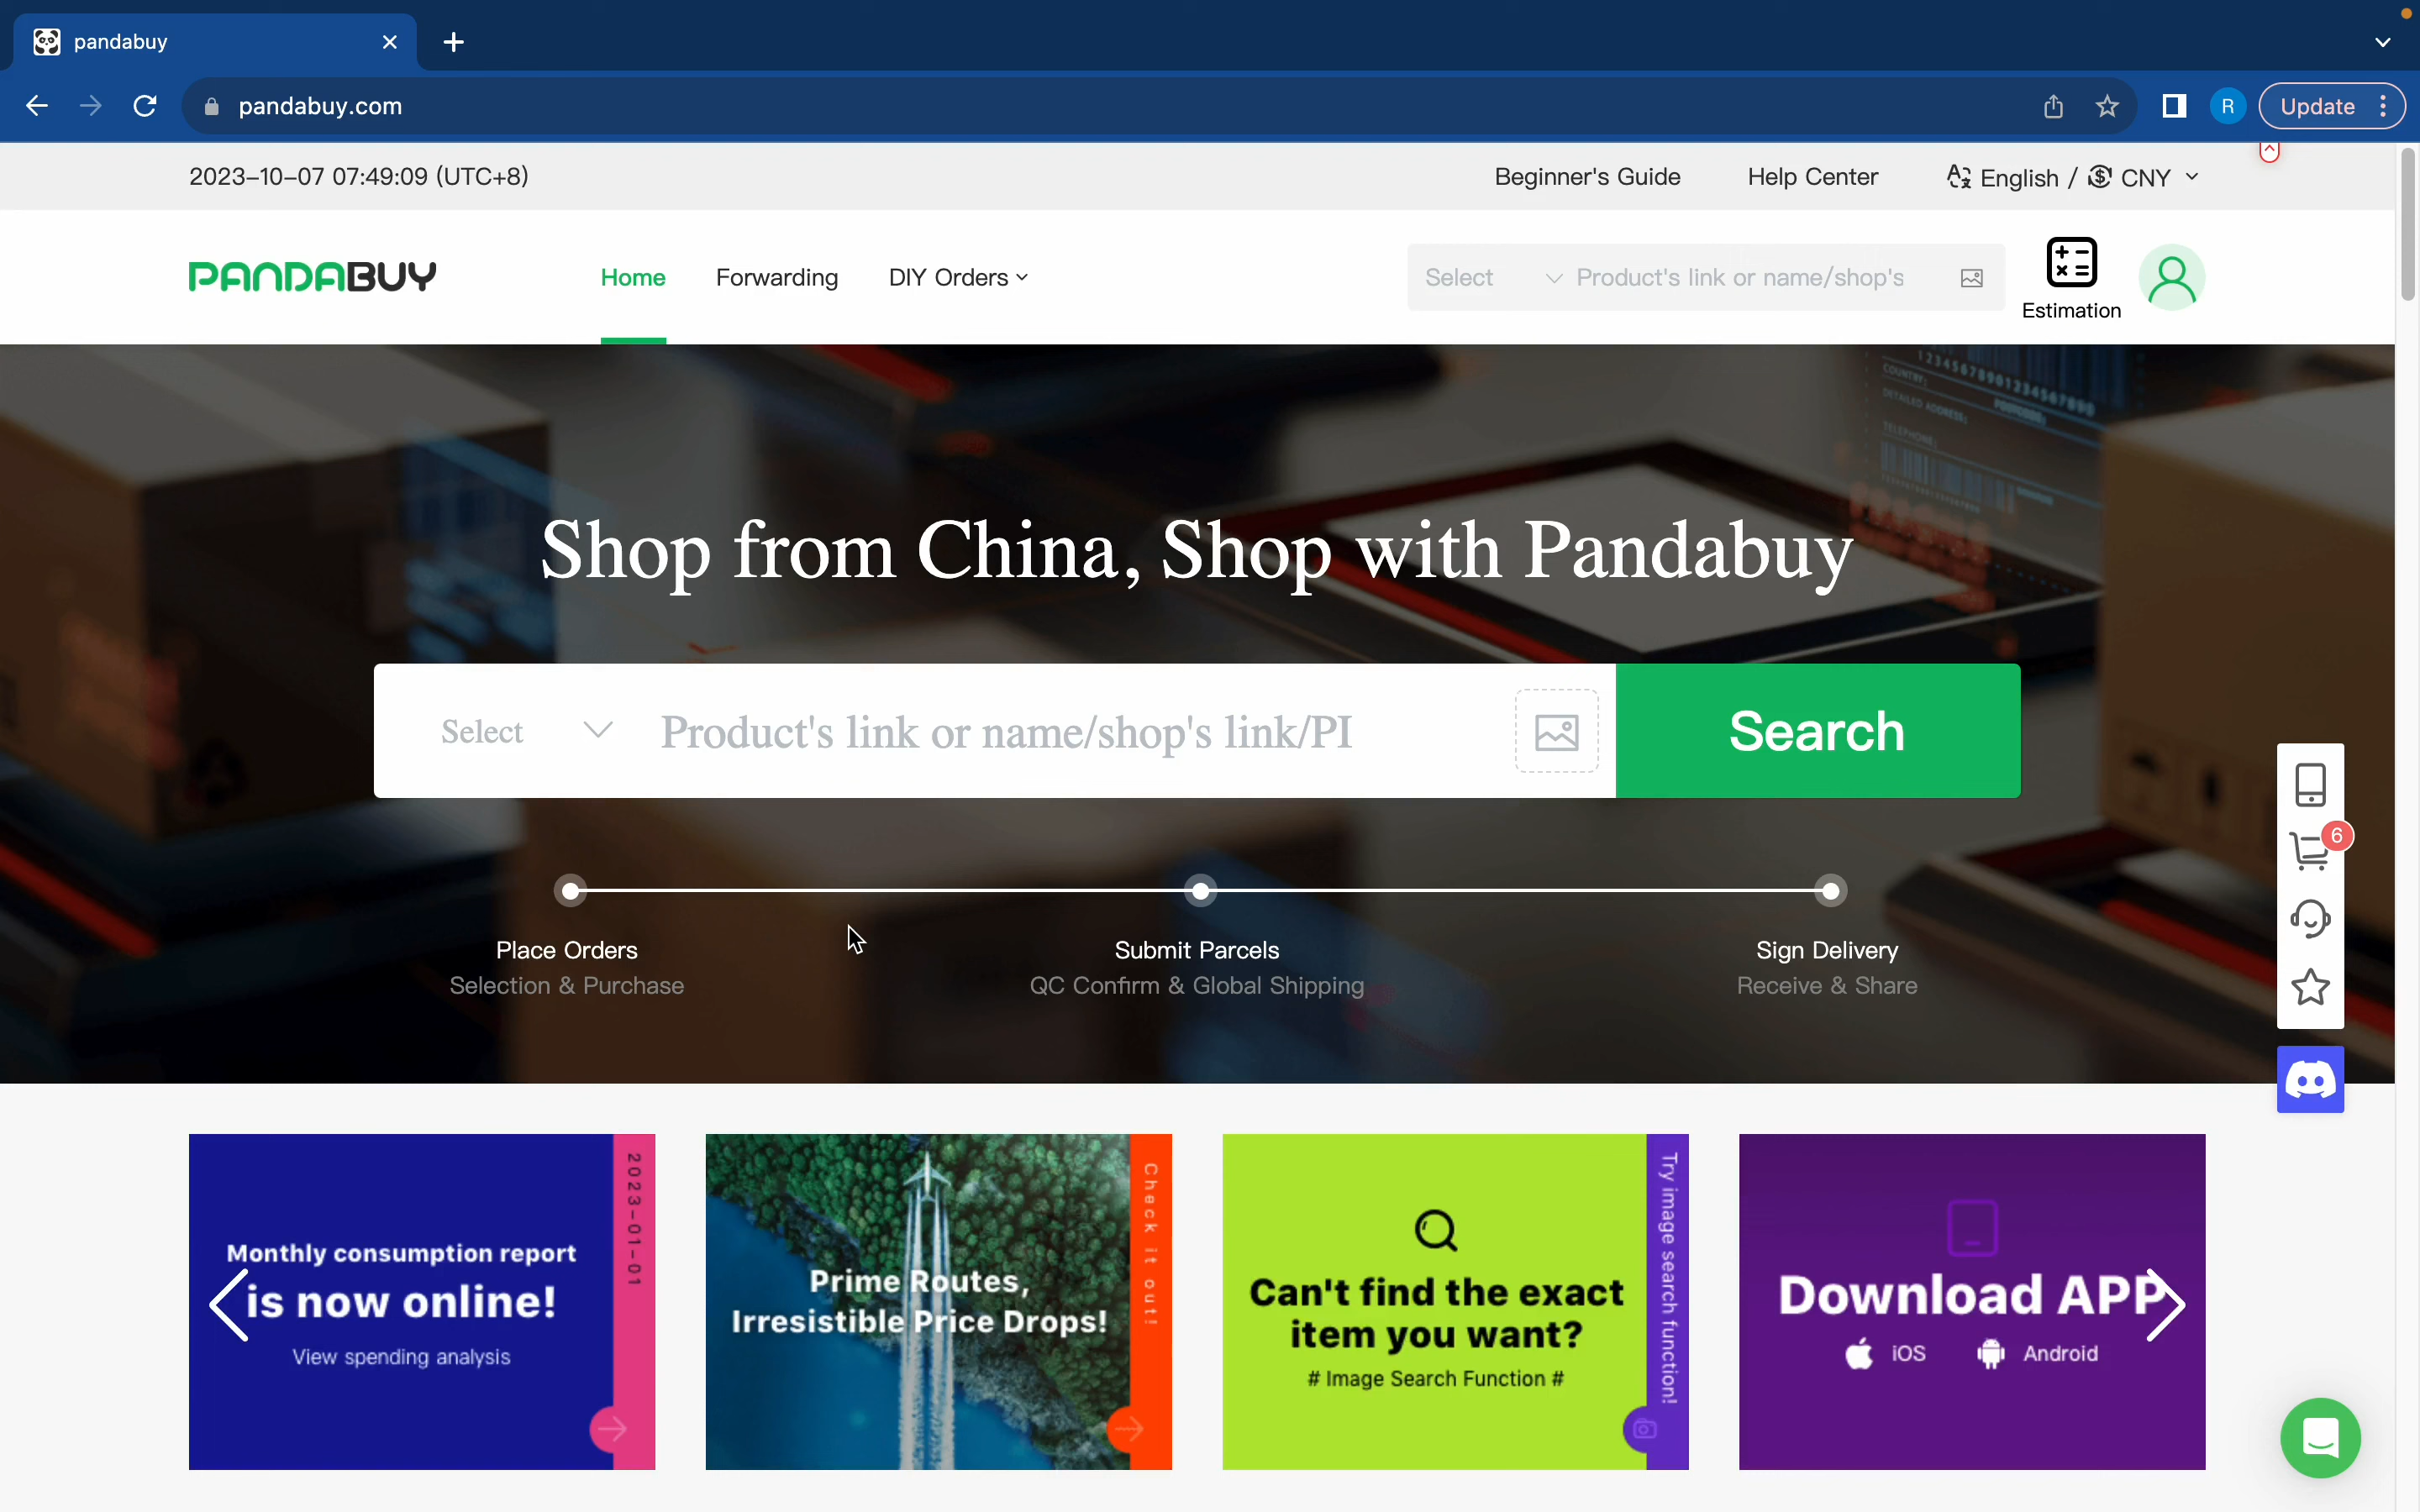 pandabuy
pandabuy.com
R
Update
2023-10-07 07:49:09 (UTC+8)
Beginner's Guide
Help Center
English / CNY
PANDABUY
Home
Forwarding
DIY Orders
Select
Product's link or name/shop's
Estimation
12345678901234567890
COUNTRY:
DETAILED ADDRESS:
TELEPHONE:
Shop from China, Shop with Pandabuy
Select
Product's link or name/shop's link/PI
Search
6
Place Orders
Selection & Purchase
Submit Parcels
QC Confirm & Global Shipping
Sign Delivery
Receive & Share
Monthly consumption report
is now online!
View spending analysis
2023-01-01
Prime Routes,
Irresistible Price Drops!
Check it out!
Can't find the exact
item you want?
# Image Search Function #
Try image search function!
Download APP
iOS
Android